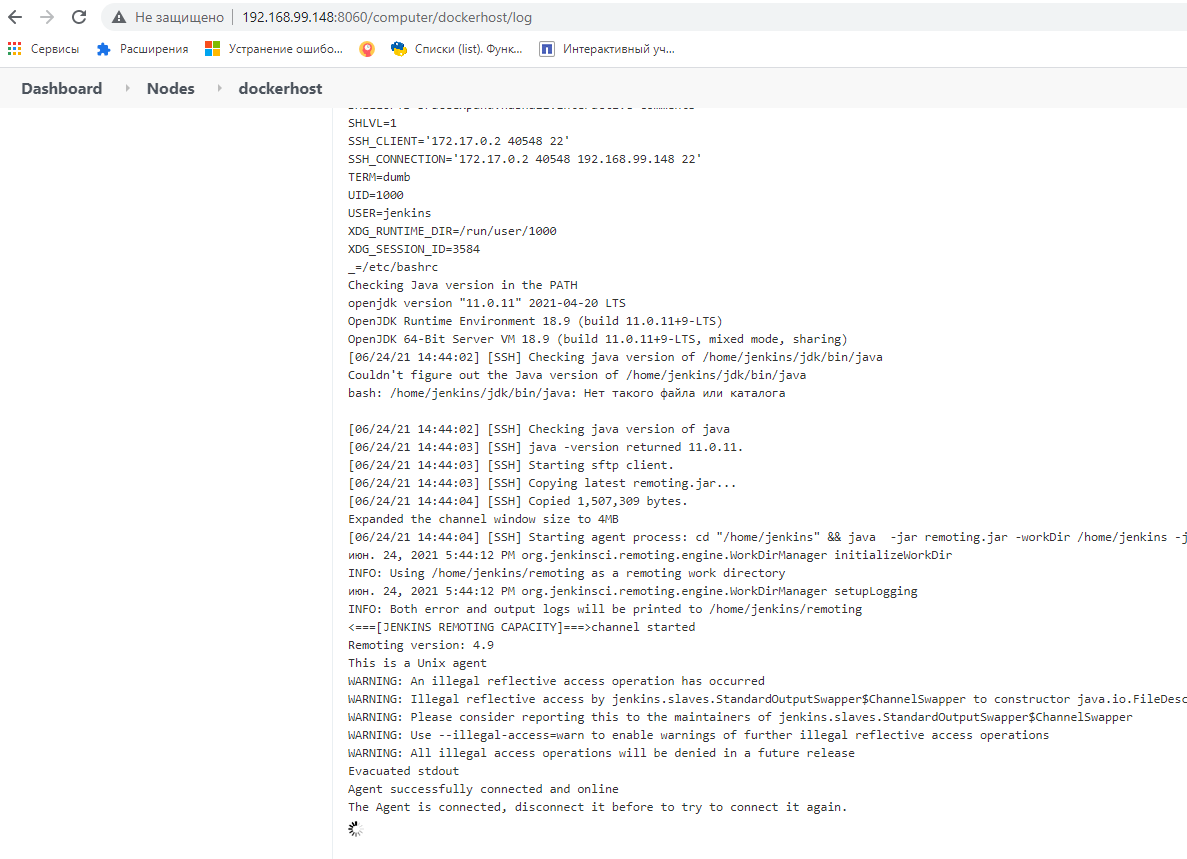 Не защищено 192.168.99.148:8060/computer/dockerhost/log
Сервисы Расширения Устранение ошибо... Списки (list). Функ... Интерактивный уч...
Dashboard Nodes dockerhost
SHLVL=1
SSH_CLIENT='172.17.0.2 40548 22'
SSH_CONNECTION='172.17.0.2 40548 192.168.99.148 22'
TERM=dumb
UID=1000
USER=jenkins
XDG_RUNTIME_DIR=/run/user/1000
XDG_SESSION_ID=3584
_=/etc/bashrc
Checking Java version in the PATH
openjdk version "11.0.11" 2021-04-20 LTS
OpenJDK Runtime Environment 18.9 (build 11.0.11+9-LTS)
OpenJDK 64-Bit Server VM 18.9 (build 11.0.11+9-LTS, mixed mode, sharing)
[06/24/21 14:44:02] [SSH] Checking java version of /home/jenkins/jdk/bin/java
Couldn't figure out the Java version of /home/jenkins/jdk/bin/java
bash: /home/jenkins/jdk/bin/java: Нет такого файла или каталога
[06/24/21 14:44:02] [SSH] Checking java version of java
[06/24/21 14:44:03] [SSH] java -version returned 11.0.11.
[06/24/21 14:44:03] [SSH] Starting sftp client.
[06/24/21 14:44:03] [SSH] Copying latest remoting.jar...
[06/24/21 14:44:04] [SSH] Copied 1,507,309 bytes.
Expanded the channel window size to 4MB
[06/24/21 14:44:04] [SSH] Starting agent process: cd "/home/jenkins" && java  -jar remoting.jar -workDir /home/jenkins -j
июн. 24, 2021 5:44:12 PM org.jenkinsci.remoting.engine.WorkDirManager initializeWorkDir
INFO: Using /home/jenkins/remoting as a remoting work directory
июн. 24, 2021 5:44:12 PM org.jenkinsci.remoting.engine.WorkDirManager setupLogging
INFO: Both error and output logs will be printed to /home/jenkins/remoting
<===[JENKINS REMOTING CAPACITY]===>channel started
Remoting version: 4.9
This is a Unix agent
WARNING: An illegal reflective access operation has occurred
WARNING: Illegal reflective access by jenkins.slaves.StandardOutputSwapper$ChannelSwapper to constructor java.io.FileDesc
WARNING: Please consider reporting this to the maintainers of jenkins.slaves.StandardOutputSwapper$ChannelSwapper
WARNING: Use --illegal-access=warn to enable warnings of further illegal reflective access operations
WARNING: All illegal access operations will be denied in a future release
Evacuated stdout
Agent successfully connected and online
The Agent is connected, disconnect it before to try to connect it again.